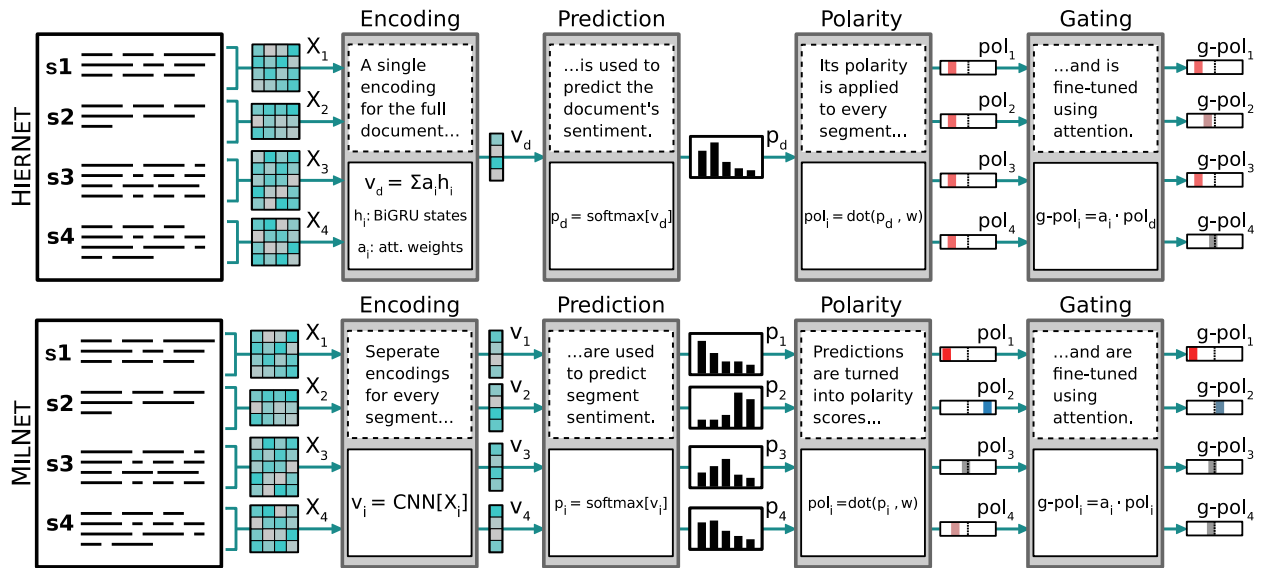 HIERNET
s1
s2
s3
s4
X1
X2
X3
X4
Encoding
A single
encoding
for the full
document...
vd = Σaihi
hi: BiGRU states
ai: att. weights
vd
Prediction
...is used to
predict the
document's
sentiment.
pd = softmax[vd]
pd
Polarity
Its polarity
is applied
to every
segment...
poli = dot(pd , w)
pol1
pol2
pol3
pol4
Gating
...and is
fine-tuned
using
attention.
g-poli = ai · pold
g-pol1
g-pol2
g-pol3
g-pol4
MILNET
s1
s2
s3
s4
X1
X2
X3
X4
Encoding
Seperate
encodings
for every
segment...
vi = CNN[Xi]
v1
v2
v3
v4
Prediction
...are used
to predict
segment
sentiment.
pi = softmax[vi]
p1
p2
p3
p4
Polarity
Predictions
are turned
into polarity
scores...
poli = dot(pi , w)
pol1
pol2
pol3
pol4
Gating
...and are
fine-tuned
using
attention.
g-poli = ai · poli
g-pol1
g-pol2
g-pol3
g-pol4